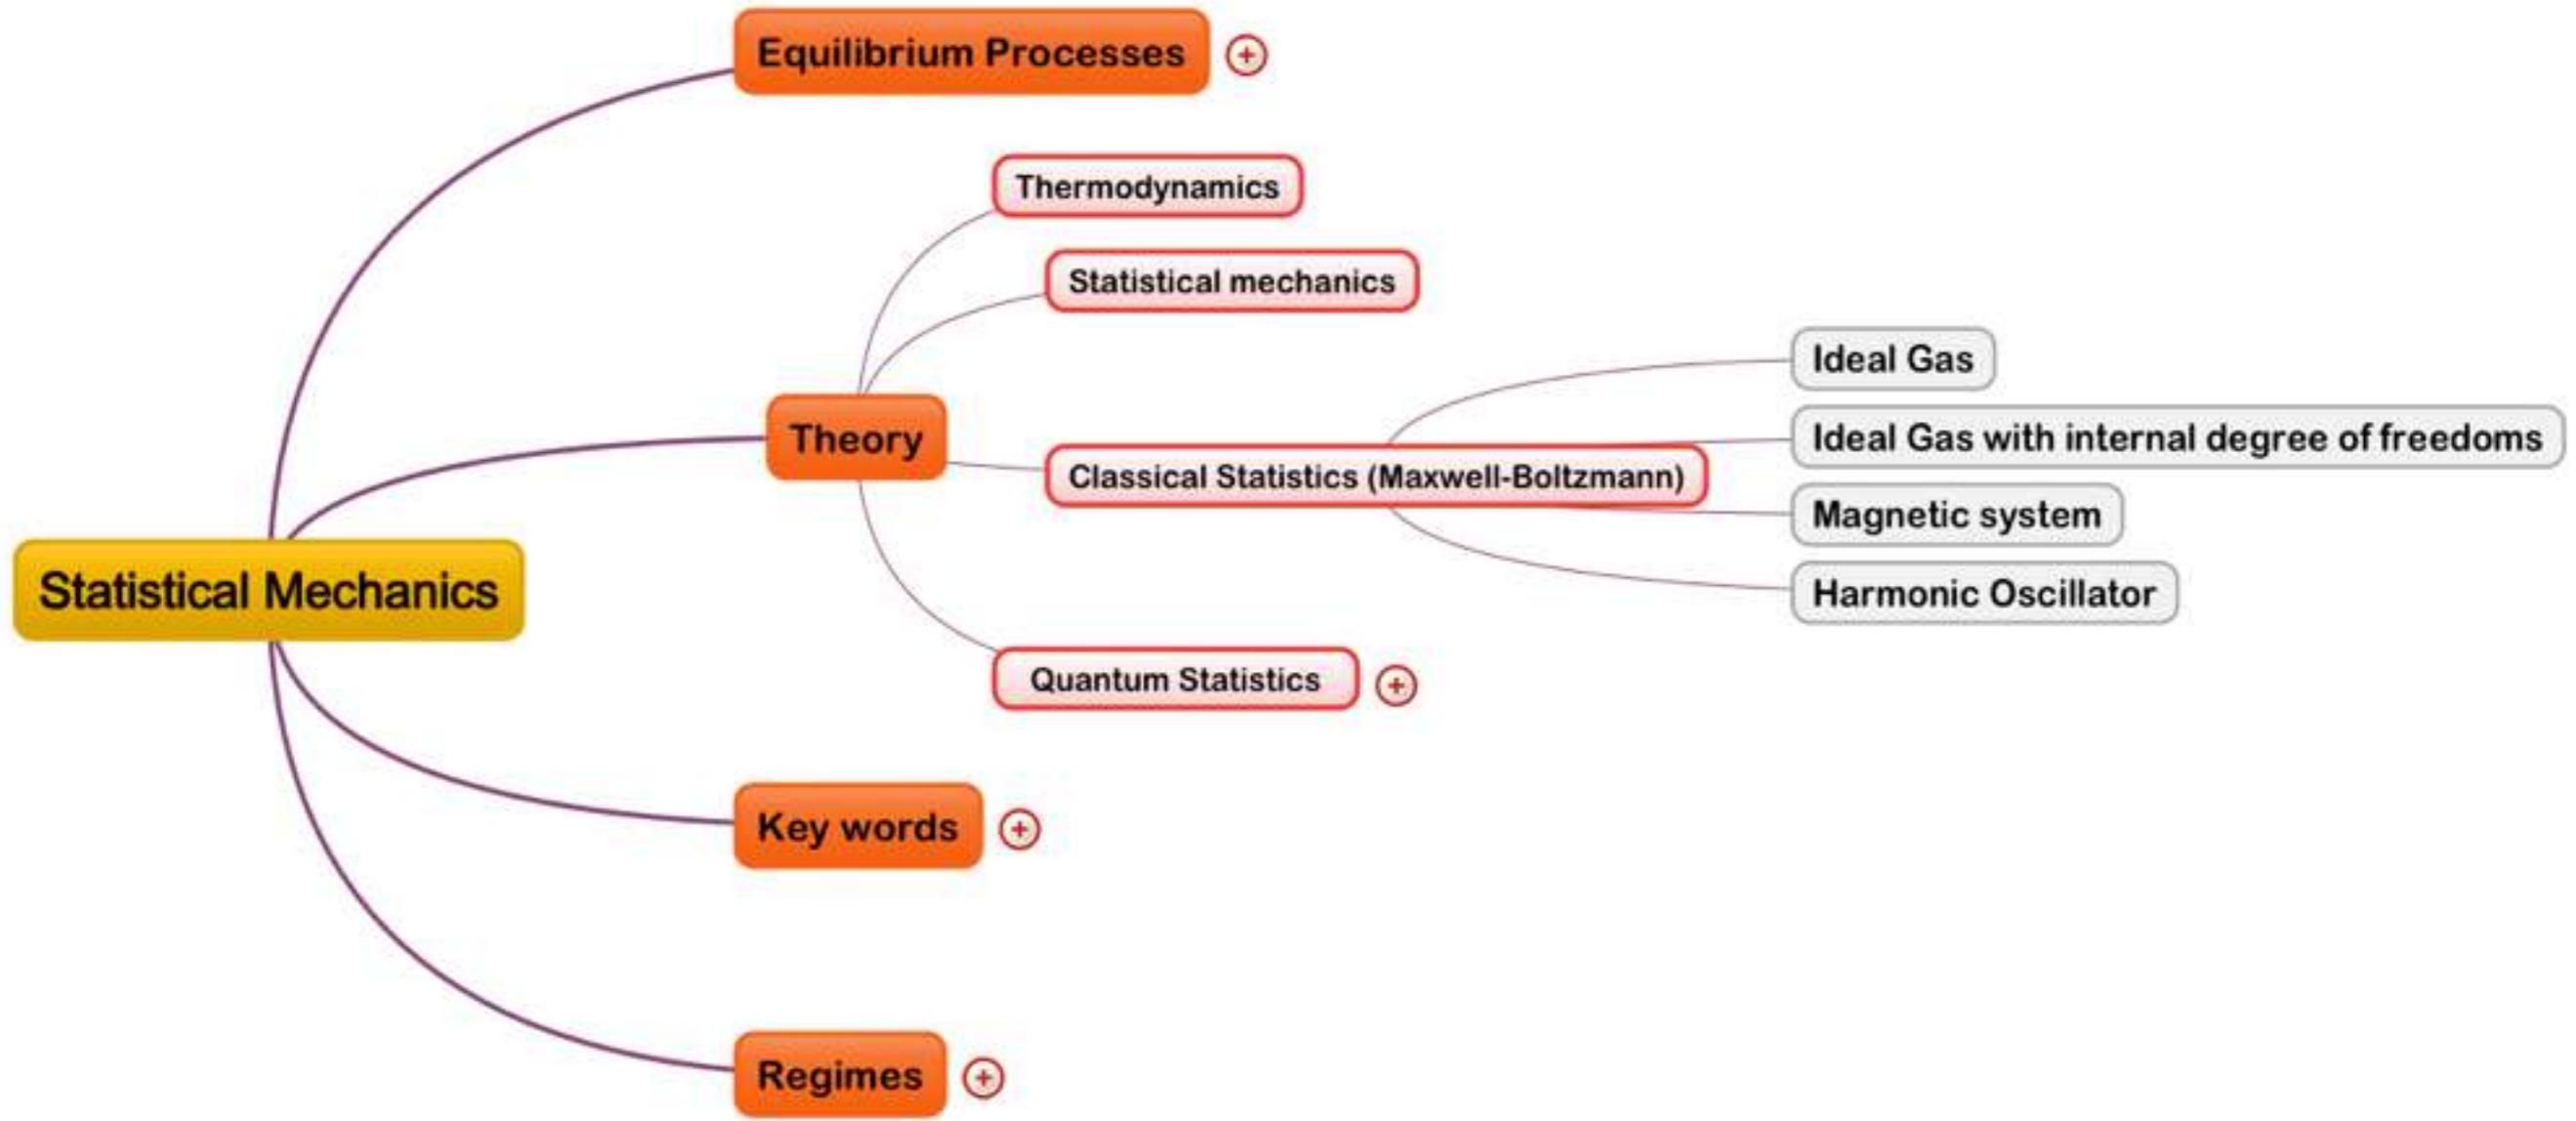 Equilibrium Processes
Thermodynamics
Statistical mechanics
Ideal Gas
Theory
Ideal Gas with internal degree of freedoms
Classical Statistics (Maxwell-Boltzmann)
Magnetic system
Statistical Mechanics
Harmonic Oscillator
Quantum Statistics
Key words
Regimes